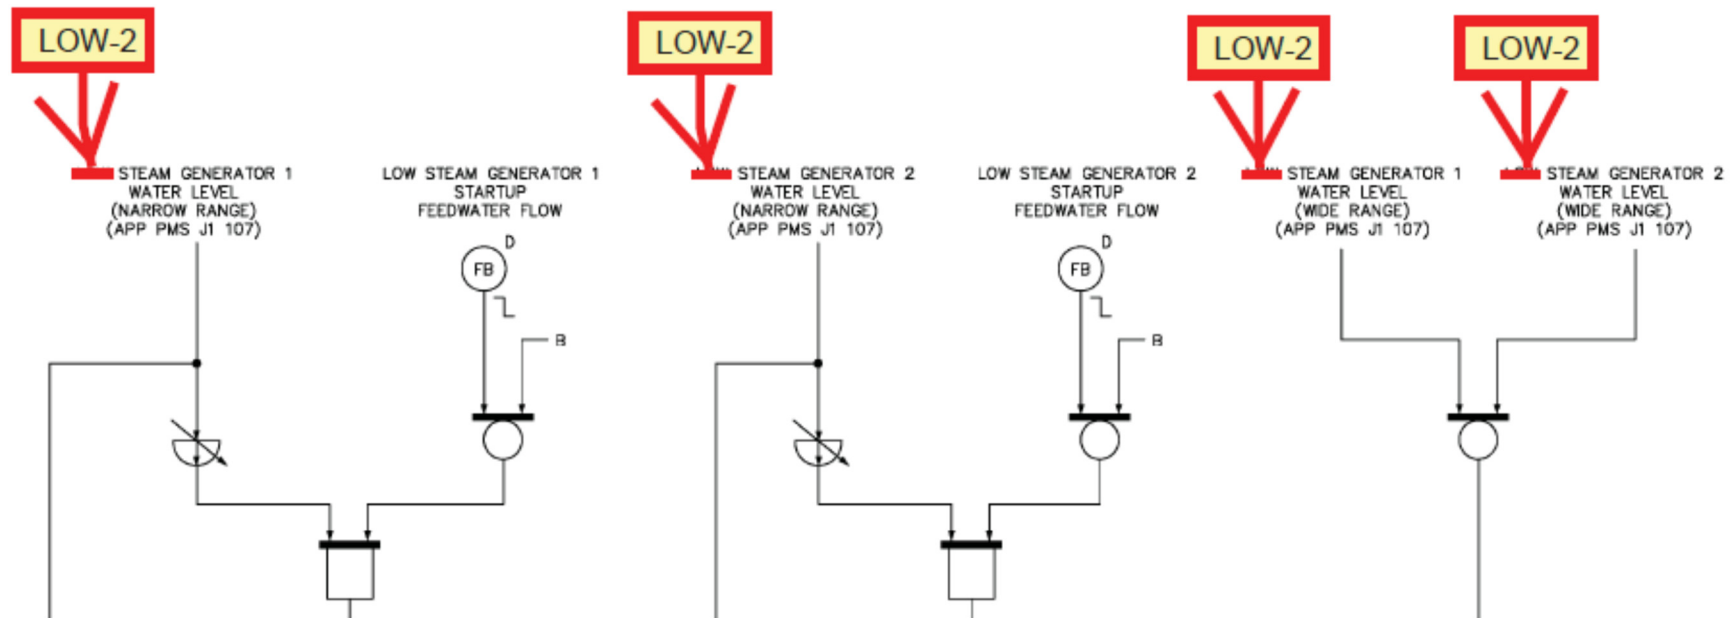 LOW-2
LOW-2
LOW-2
LOW-2
STEAM GENERATOR 1
WATER LEVEL
(NARROW RANGE)
(APP PMS J1 107)
LOW STEAM GENERATOR 1
STARTUP
FEEDWATER FLOW
STEAM GENERATOR 2
WATER LEVEL
(NARROW RANGE)
(APP PMS J1 107)
LOW STEAM GENERATOR 2
STARTUP
FEEDWATER FLOW
STEAM GENERATOR 1
WATER LEVEL
(WIDE RANGE)
(APP PMS J1 107)
STEAM GENERATOR 2
WATER LEVEL
(WIDE RANGE)
(APP PMS J1 107)
D
FB
B
D
FB
B